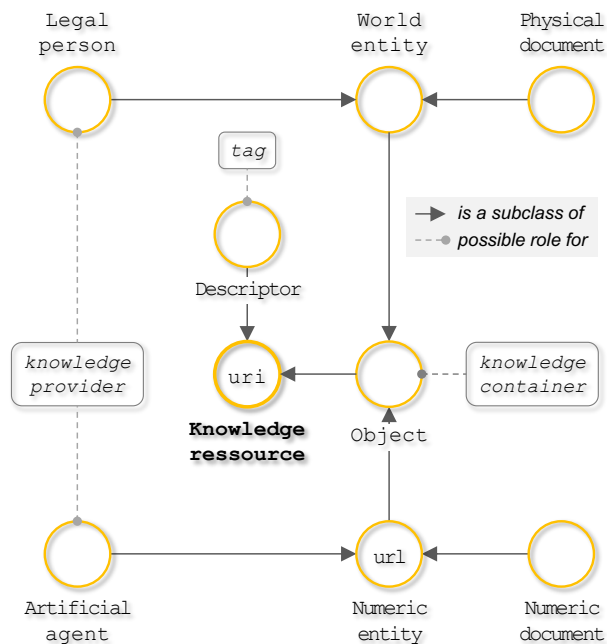 Legal
person
World
entity
Physical
document
tag
is a subclass of
possible role for
Descriptor
knowledge
provider
uri
knowledge
container
Knowledge
ressource
Object
url
Artificial
agent
Numeric
entity
Numeric
document